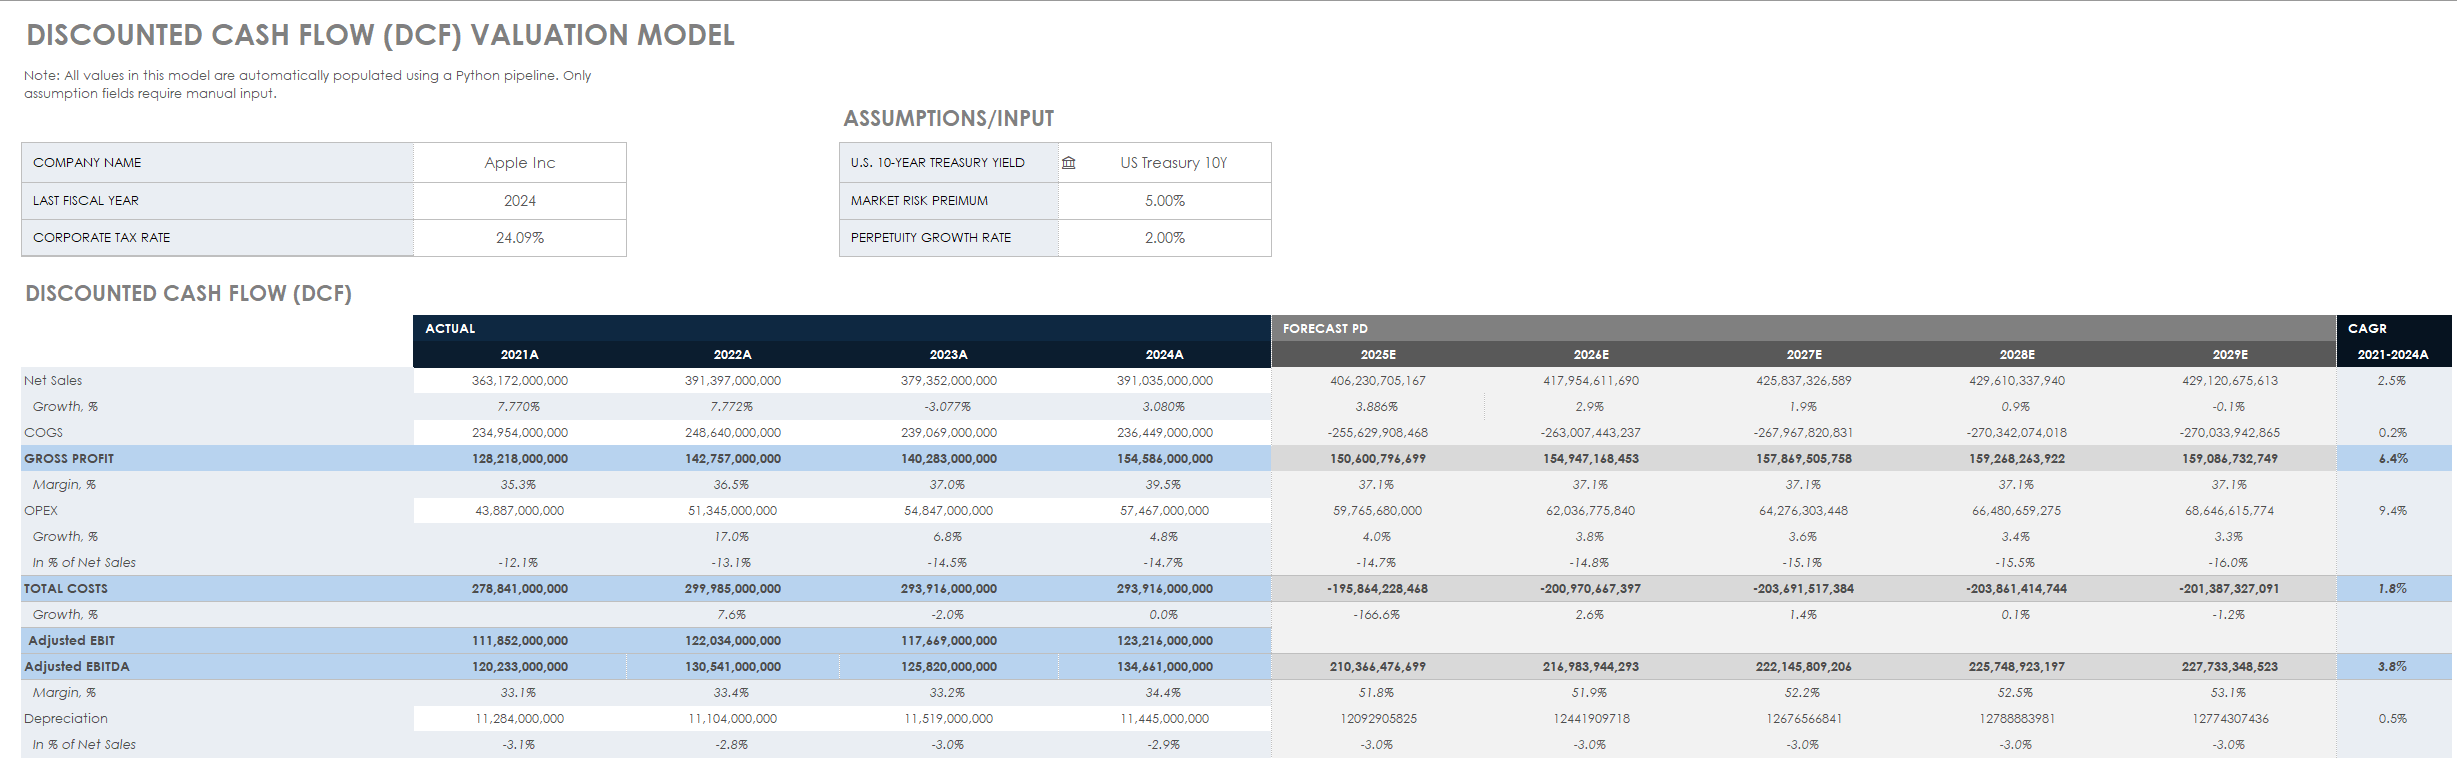 DISCOUNTED CASH FLOW (DCF) VALUATION MODEL
Note: All values in this model are automatically populated using a Python pipeline. Only
assumption fields require manual input.
ASSUMPTIONS/INPUT
COMPANY NAME Apple Inc
LAST FISCAL YEAR 2024
CORPORATE TAX RATE 24.09%
U.S. 10-YEAR TREASURY YIELD US Treasury 10Y
MARKET RISK PREIMUM 5.00%
PERPETUITY GROWTH RATE 2.00%
DISCOUNTED CASH FLOW (DCF)
ACTUAL FORECAST PD CAGR
2021A 2022A 2023A 2024A 2025E 2026E 2027E 2028E 2029E 2021-2024A
Net Sales 363,172,000,000 391,397,000,000 379,352,000,000 391,035,000,000 406,230,705,167 417,954,611,690 425,837,326,589 429,610,337,940 429,120,675,613 2.5%
Growth, % 7.770% 7.772% -3.077% 3.080% 3.886% 2.9% 1.9% 0.9% -0.1%
COGS 234,954,000,000 248,640,000,000 239,069,000,000 236,449,000,000 -255,629,908,468 -263,007,443,237 -267,967,820,831 -270,342,074,018 -270,033,942,865 0.2%
GROSS PROFIT 128,218,000,000 142,757,000,000 140,283,000,000 154,586,000,000 150,600,796,699 154,947,168,453 157,869,505,758 159,268,263,922 159,086,732,749 6.4%
Margin, % 35.3% 36.5% 37.0% 39.5% 37.1% 37.1% 37.1% 37.1% 37.1%
OPEX 43,887,000,000 51,345,000,000 54,847,000,000 57,467,000,000 59,765,680,000 62,036,775,840 64,276,303,448 66,480,659,275 68,646,615,774 9.4%
Growth, % 17.0% 6.8% 4.8% 4.0% 3.8% 3.6% 3.4% 3.3%
In % of Net Sales -12.1% -13.1% -14.5% -14.7% -14.7% -14.8% -15.1% -15.5% -16.0%
TOTAL COSTS 278,841,000,000 299,985,000,000 293,916,000,000 293,916,000,000 -195,864,228,468 -200,970,667,397 -203,691,517,384 -203,861,414,744 -201,387,327,091 1.8%
Growth, % 7.6% -2.0% 0.0% -166.6% 2.6% 1.4% 0.1% -1.2%
Adjusted EBIT 111,852,000,000 122,034,000,000 117,669,000,000 123,216,000,000
Adjusted EBITDA 120,233,000,000 130,541,000,000 125,820,000,000 134,661,000,000 210,366,476,699 216,983,944,293 222,145,809,206 225,748,923,197 227,733,348,523 3.8%
Margin, % 33.1% 33.4% 33.2% 34.4% 51.8% 51.9% 52.2% 52.5% 53.1%
Depreciation 11,284,000,000 11,104,000,000 11,519,000,000 11,445,000,000 12092905825 12441909718 12676566841 12788883981 12774307436 0.5%
In % of Net Sales -3.1% -2.8% -3.0% -2.9% -3.0% -3.0% -3.0% -3.0% -3.0%